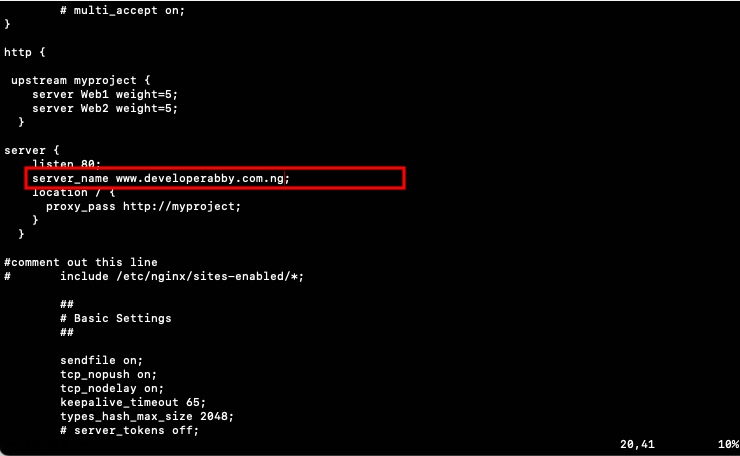 # multi_accept on;
}
http {
upstream myproject {
server Web1 weight=5;
server Web2 weight=5;
}
server {
listen 80;
server_name www.developerabby.com.ng;
location / {
proxy_pass http://myproject;
}
}
#comment out this line
#       include /etc/nginx/sites-enabled/*;
##
# Basic Settings
##
sendfile on;
tcp_nopush on;
tcp_nodelay on;
keepalive_timeout 65;
types_hash_max_size 2048;
# server_tokens off;
20,41 10%